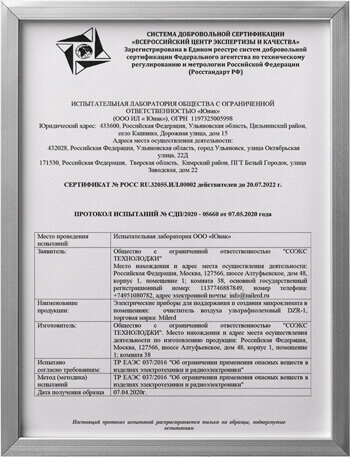 СИСТЕМА ДОБРОВОЛЬНОЙ СЕРТИФИКАЦИИ
«ВСЕРОССИЙСКИЙ ЦЕНТР ЭКСПЕРТИЗЫ И КАЧЕСТВА»
Зарегистрирована в Едином реестре систем добровольной
сертификации Федерального агентства по техническому
регулированию и метрологии Российской Федерации
(Росстандарт РФ)
ИСПЫТАТЕЛЬНАЯ ЛАБОРАТОРИЯ ОБЩЕСТВА С ОГРАНИЧЕННОЙ
ОТВЕТСТВЕННОСТЬЮ «Ювик»
(ООО ИЛ « Ювик»), ОГРН 1197325005998
Юридический адрес: 433600, Российская Федерация, Ульяновская область, Цильнинский район,
село Кашинка, Дорожная улица, дом 15
Адреса места осуществления деятельности:
432028, Российская Федерация, Ульяновская область, город Ульяновск, улица Октябрьская
улица, 22Д
171530, Российская Федерация, Тверская область, Кимрский район, ПГТ Белый Городок, улица
Заводская дом 22
СЕРТИФИКАТ № РОСС RU.32055.ИЛ.00002 действителен до 20.07.2022 г.
ПРОТОКОЛ ИСПЫТАНИЙ № СДП/2020 - 05660 от 07.05.2020 года
Место проведения испытаний: Испытательная лаборатория ООО «Ювик»
Заявитель: Общество с ограниченной ответственностью "СОЭКС
ТЕХНОЛОДЖИ"
Место нахождения и адрес места осуществления деятельности:
Российская Федерация, Москва, 127566, шоссе Алтуфьевское, дом 48,
корпус 1, помещение 1; комната 38, основной государственный
регистрационный номер: 1137746887849, номер телефона:
+74951080782, адрес электронной почты: info@milerd.ru
Наименование продукции: Электрические приборы для поддержания и создания микроклимата в
помещениях: очиститель воздуха ультрафиолетовый DZR-1,
торговая марка: Milerd
Изготовитель: Общество с ограниченной ответственностью "СОЭКС
ТЕХНОЛОДЖИ". Место нахождения и адрес места осуществления
деятельности по изготовлению продукции: Российская Федерация,
Москва, 127566, шоссе Алтуфьевское, дом 48, корпус 1, помещение
1; комната 38
Испытано согласно требованиям: ТР ЕАЭС 037/2016 "Об ограничении применения опасных веществ в
изделиях электротехники и радиоэлектроники"
Метод (методика) испытаний ТР ЕАЭС 037/2016 "Об ограничении применения опасных веществ в
изделиях электротехники и радиоэлектроники"
Дата получения образца 07.04.2020г.
Настоящий протокол испытаний распространяется только на образцы, подвергнутые
испытаниям